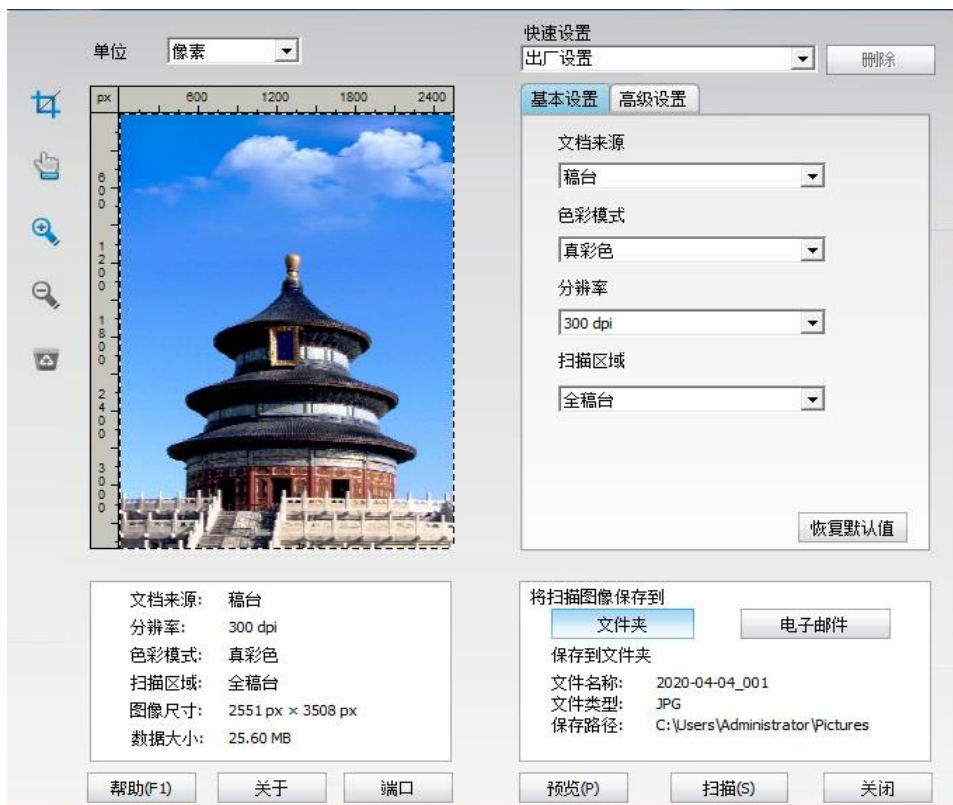 单位 像素
快速设置
出厂设置 删除
px 600 1200 1800 2400
600
1200
1800
2400
3000
基本设置 高级设置
文档来源
稿台
色彩模式
真彩色
分辨率
300 dpi
扫描区域
全稿台
恢复默认值
文档来源: 稿台
分辨率: 300 dpi
色彩模式: 真彩色
扫描区域: 全稿台
图像尺寸: 2551 px × 3508 px
数据大小: 25.60 MB
将扫描图像保存到
文件夹 电子邮件
保存到文件夹
文件名称: 2020-04-04_001
文件类型: JPG
保存路径: C:\Users\Administrator\Pictures
帮助(F1) 关于 端口 预览(P) 扫描(S) 关闭